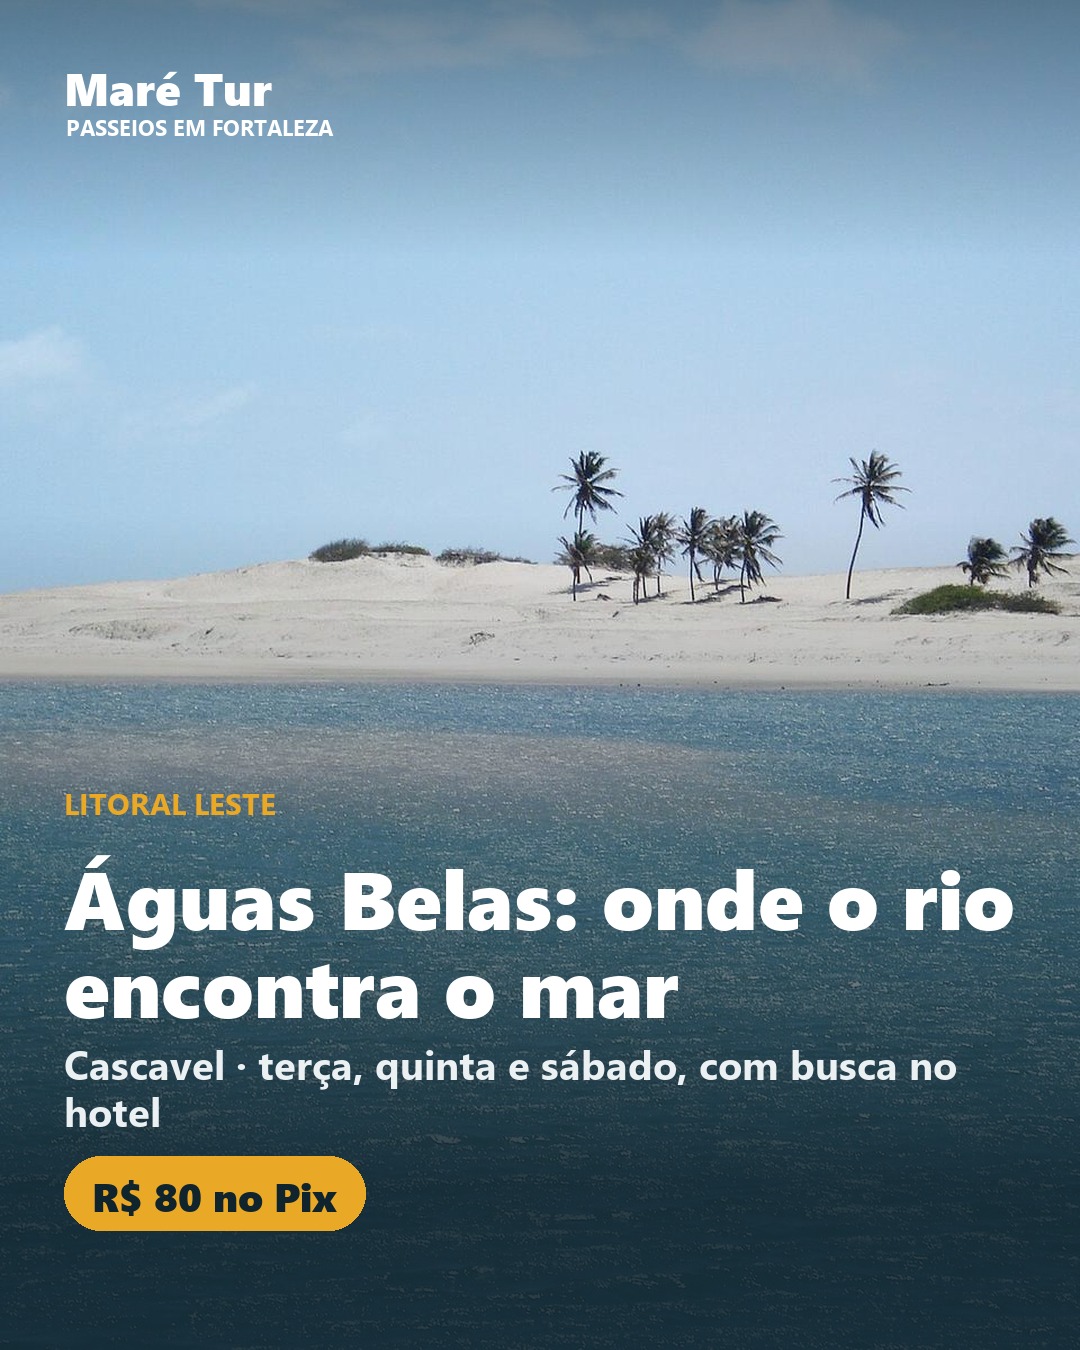 Maré Tur
PASSEIOS EM FORTALEZA
LITORAL LESTE
Águas Belas: onde o rio
encontra o mar
Cascavel · terça, quinta e sábado, com busca no
hotel
R$ 80 no Pix